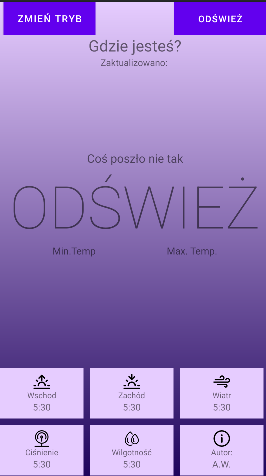 ZMIEŃ TRYB ODŚWIEŻ
Gdzie jesteś?
Zaktualizowano:
Coś poszło nie tak
ODŚWIEŻ
Min Temp Max. Temp
Wschod Zachód Wiatr
5:30 5:30 5:30
Ciśnienie Wilgotność Autor:
5:30 5:30 A.W.